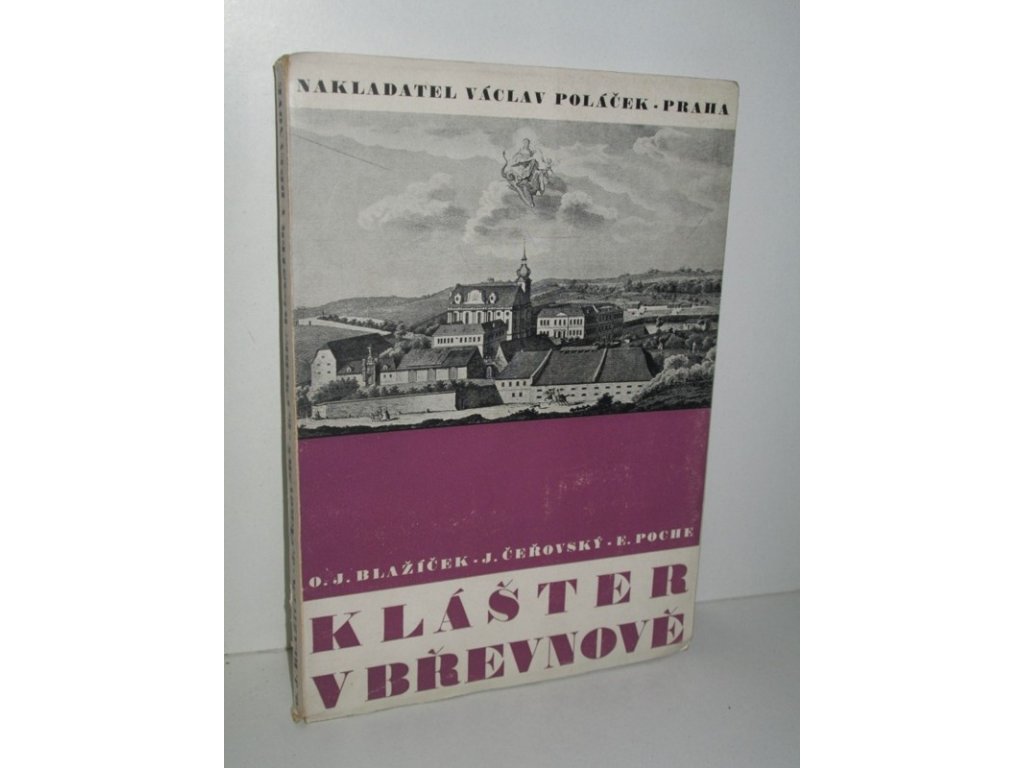 NAKLADATEL VÁCLAV POLÁČEK · PRAHA
O. J. BLAŽÍČEK · J. ČEŘOVSKÝ · E. POCHE
KLÁŠTER
V BŘEVNOVĚ